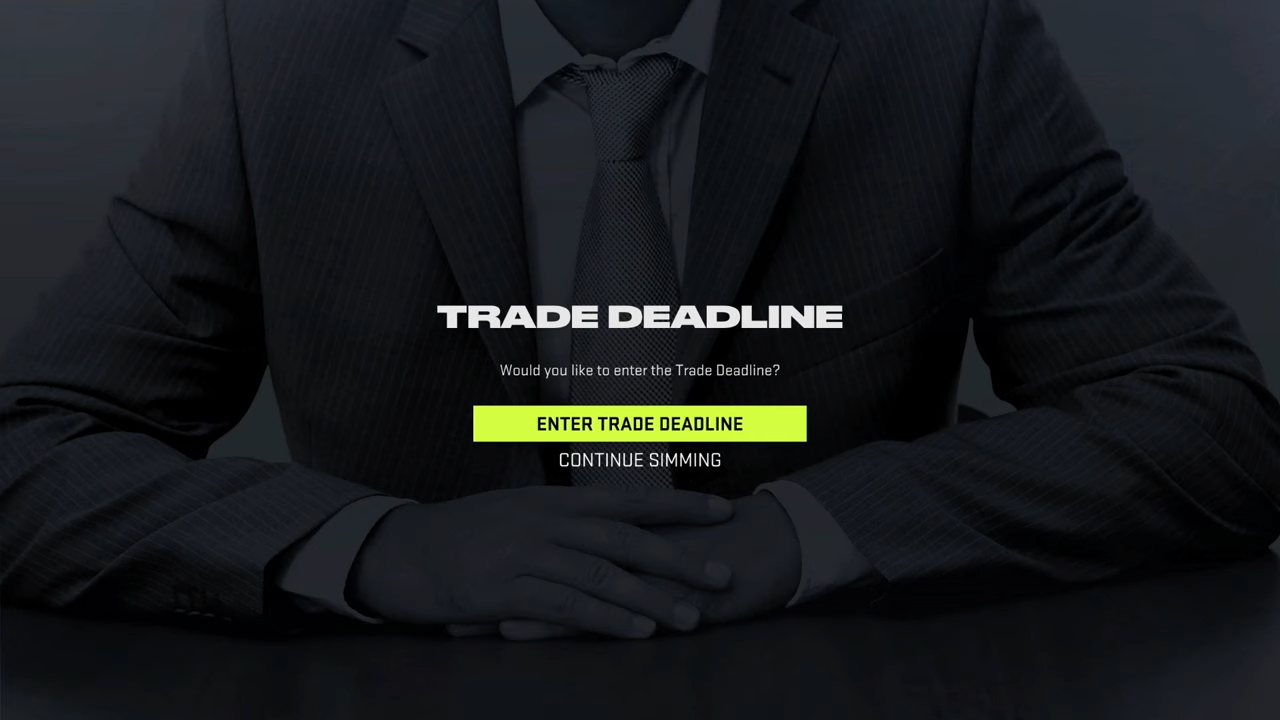 TRADE DEADLINE
Would you like to enter the Trade Deadline?
ENTER TRADE DEADLINE
CONTINUE SIMMING